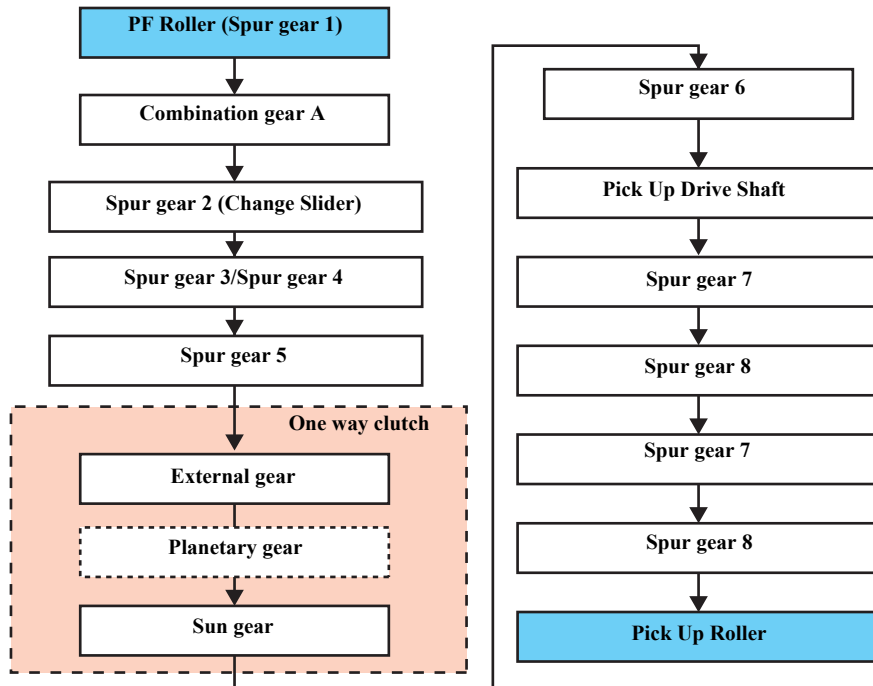 PF Roller (Spur gear 1)
Combination gear A
Spur gear 2 (Change Slider)
Spur gear 3/Spur gear 4
Spur gear 5
One way clutch
External gear
Planetary gear
Sun gear
Spur gear 6
Pick Up Drive Shaft
Spur gear 7
Spur gear 8
Spur gear 7
Spur gear 8
Pick Up Roller